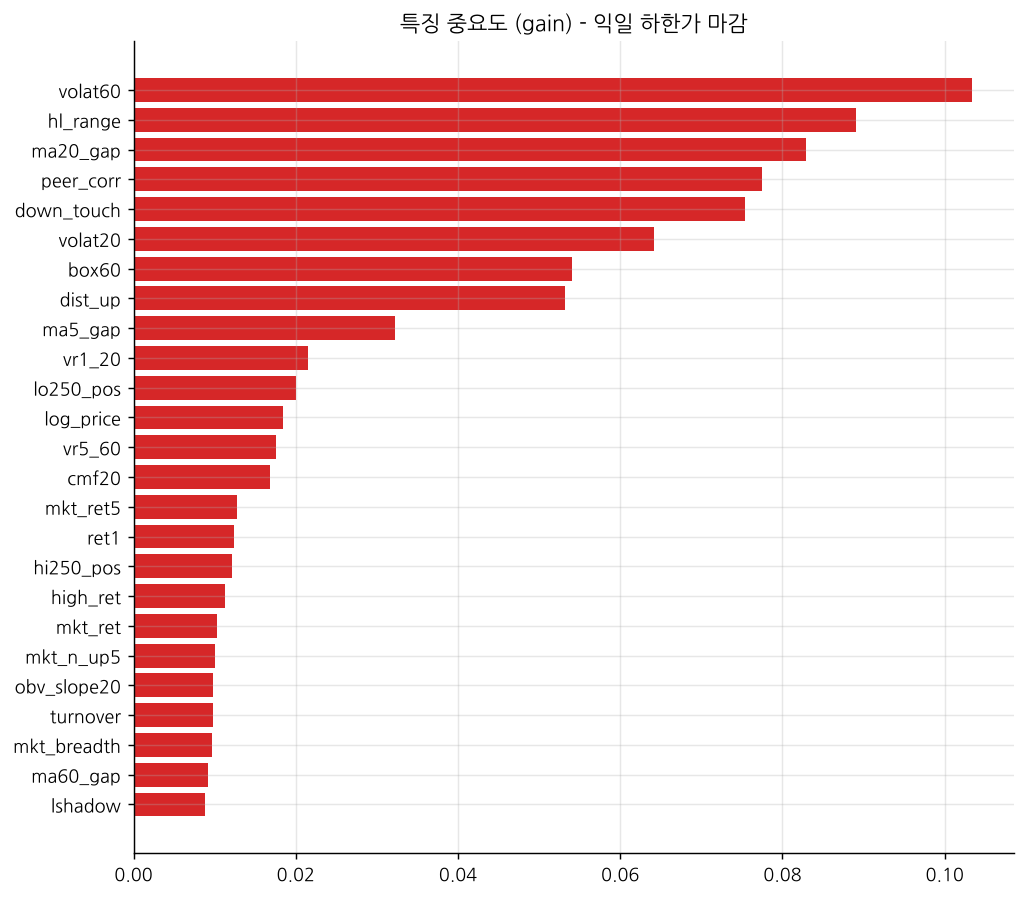 특징 중요도 (gain) - 익일 하한가 마감
volat60
hl_range
ma20_gap
peer_corr
down_touch
volat20
box60
dist_up
ma5_gap
vr1_20
lo250_pos
log_price
vr5_60
cmf20
mkt_ret5
ret1
hi250_pos
high_ret
mkt_ret
mkt_n_up5
obv_slope20
turnover
mkt_breadth
ma60_gap
lshadow
0.00 0.02 0.04 0.06 0.08 0.10